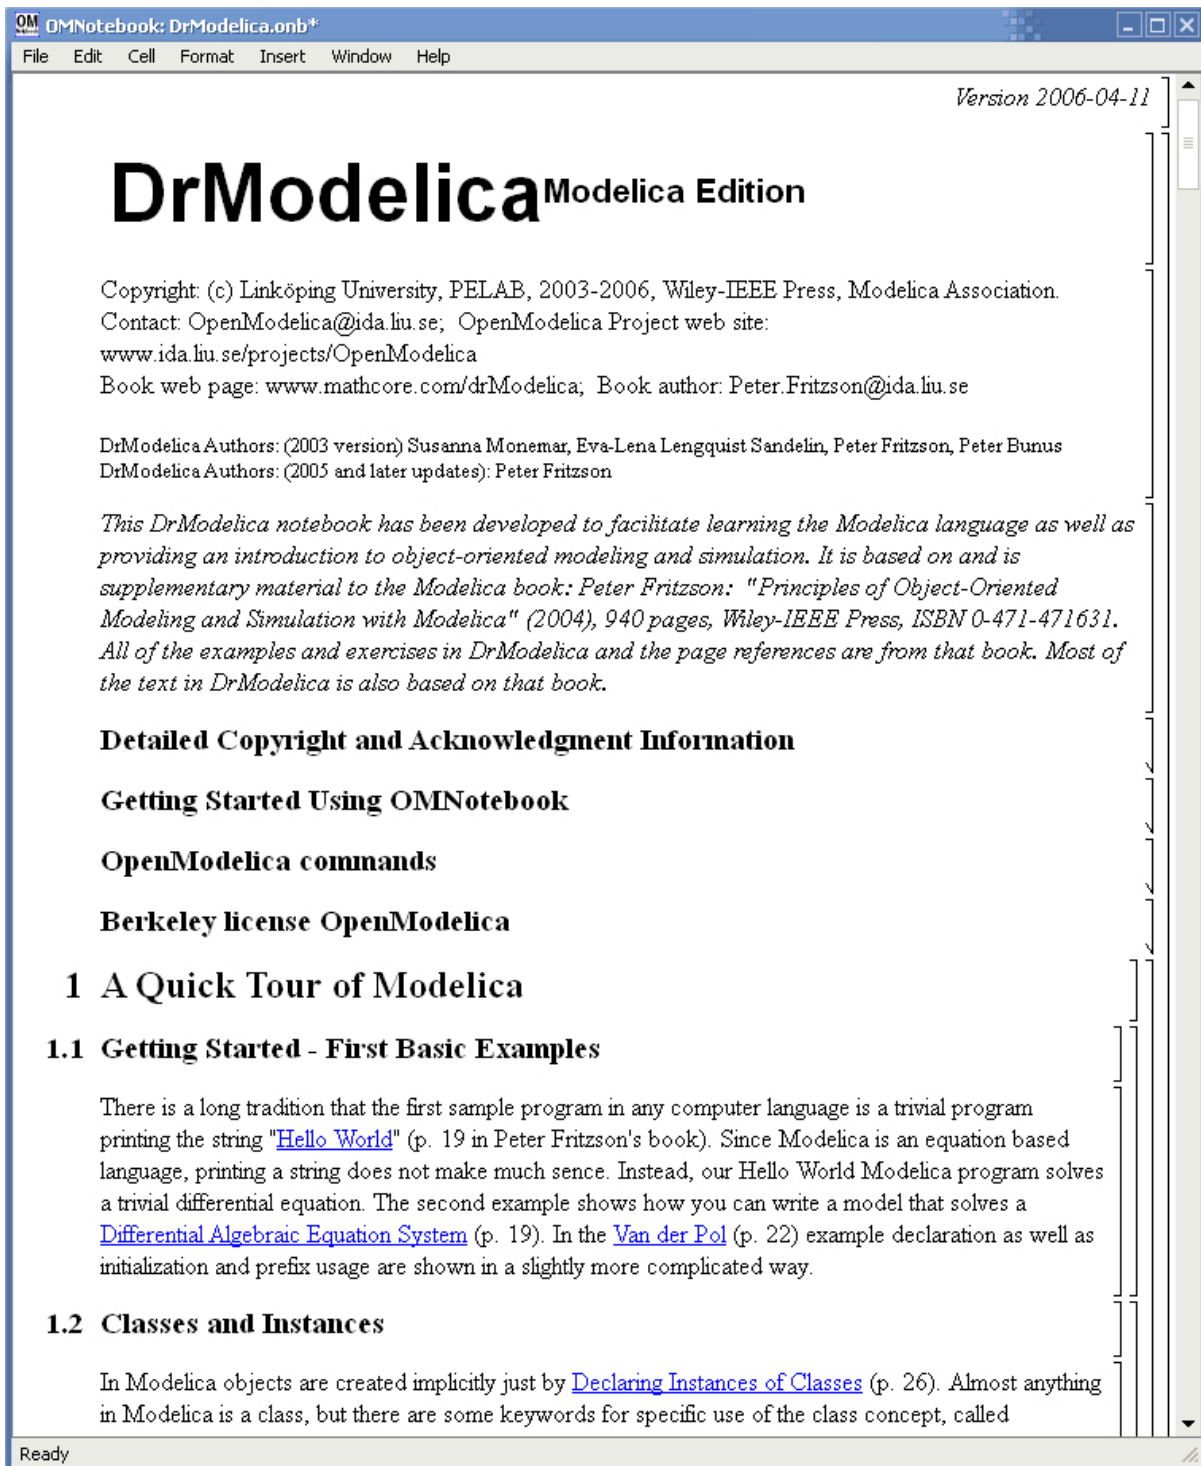 OMNotebook: DrModelica.onb*
File Edit Cell Format Insert Window Help
Version 2006-04-11
DrModelica Modelica Edition
Copyright: (c) Linköping University, PELAB, 2003-2006, Wiley-IEEE Press, Modelica Association.
Contact: OpenModelica@ida.liu.se;  OpenModelica Project web site:
www.ida.liu.se/projects/OpenModelica
Book web page: www.mathcore.com/drModelica;  Book author: Peter.Fritzson@ida.liu.se
DrModelica Authors: (2003 version) Susanna Monemar, Eva-Lena Lengquist Sandelin, Peter Fritzson, Peter Bunus
DrModelica Authors: (2005 and later updates): Peter Fritzson
This DrModelica notebook has been developed to facilitate learning the Modelica language as well as
providing an introduction to object-oriented modeling and simulation. It is based on and is
supplementary material to the Modelica book: Peter Fritzson:  "Principles of Object-Oriented
Modeling and Simulation with Modelica" (2004), 940 pages, Wiley-IEEE Press, ISBN 0-471-471631.
All of the examples and exercises in DrModelica and the page references are from that book. Most of
the text in DrModelica is also based on that book.
Detailed Copyright and Acknowledgment Information
Getting Started Using OMNotebook
OpenModelica commands
Berkeley license OpenModelica
1 A Quick Tour of Modelica
1.1 Getting Started - First Basic Examples
There is a long tradition that the first sample program in any computer language is a trivial program
printing the string "Hello World" (p. 19 in Peter Fritzson's book). Since Modelica is an equation based
language, printing a string does not make much sence. Instead, our Hello World Modelica program solves
a trivial differential equation. The second example shows how you can write a model that solves a
Differential Algebraic Equation System (p. 19). In the Van der Pol (p. 22) example declaration as well as
initialization and prefix usage are shown in a slightly more complicated way.
1.2 Classes and Instances
In Modelica objects are created implicitly just by Declaring Instances of Classes (p. 26). Almost anything
in Modelica is a class, but there are some keywords for specific use of the class concept, called
Ready